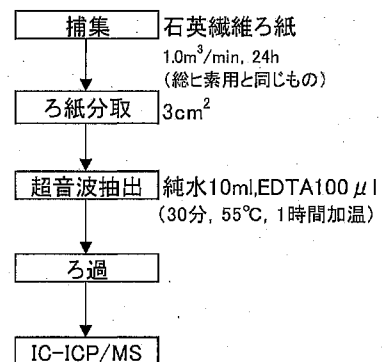 捕集 石英繊維ろ紙
1.0m³/min, 24h
(総ヒ素用と同じもの)
ろ紙分取 3cm²
超音波抽出 純水10ml,EDTA100μl
(30分, 55℃, 1時間加温)
ろ過
IC-ICP/MS